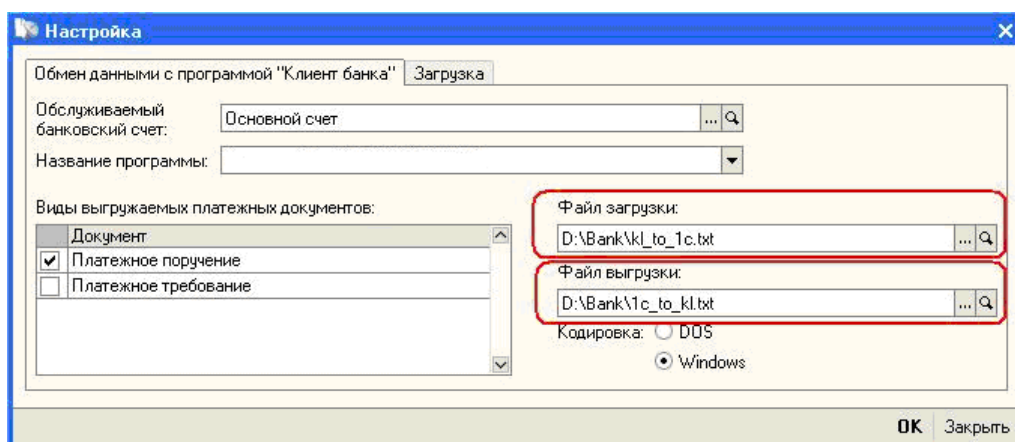 Настройка
Обмен данными с программой "Клиент банка" Загрузка
Обслуживаемый
банковский счет:
Основной счет
...
Название программы:
Виды выгружаемых платежных документов:
Документ
Платежное поручение
Платежное требование
Файл загрузки:
D:\Bank\kl_to_1c.txt
...
Файл выгрузки:
D:\Bank\1c_to_kl.txt
...
Кодировка: DOS
Windows
OK Закрыть